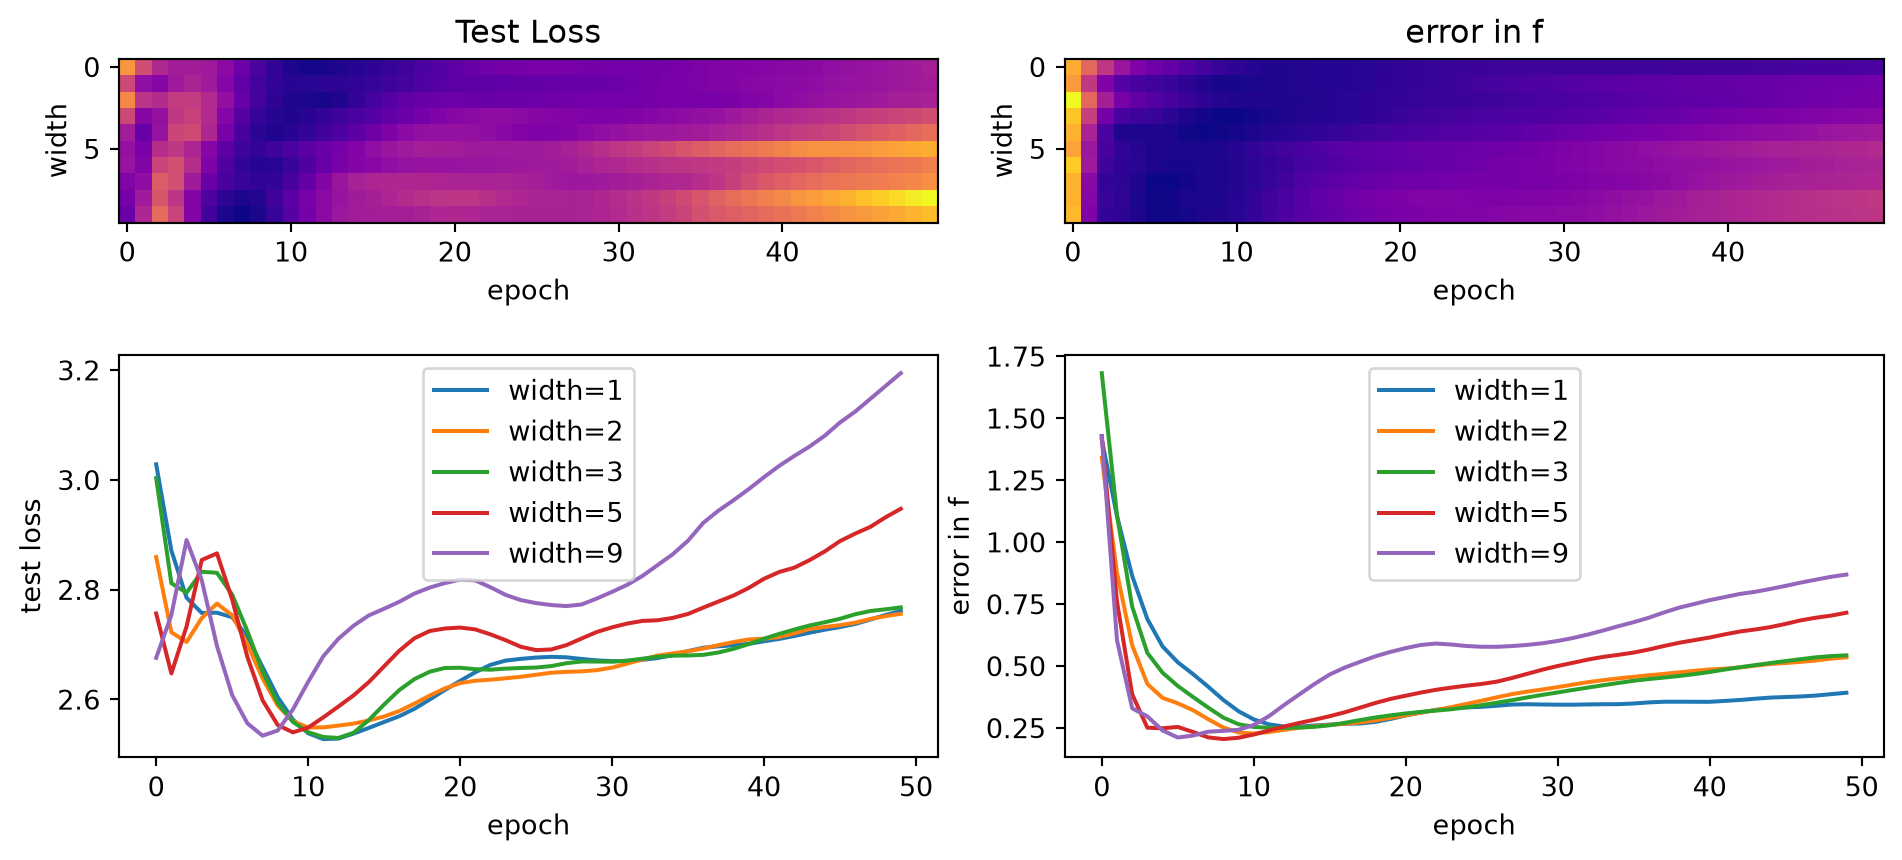 Test Loss
width
0
5
0 10 20 30 40
epoch
error in f
width
0
5
0 10 20 30 40
epoch
test loss
3.2
3.0
2.8
2.6
width=1
width=2
width=3
width=5
width=9
0 10 20 30 40 50
epoch
error in f
1.75
1.50
1.25
1.00
0.75
0.50
0.25
width=1
width=2
width=3
width=5
width=9
0 10 20 30 40 50
epoch